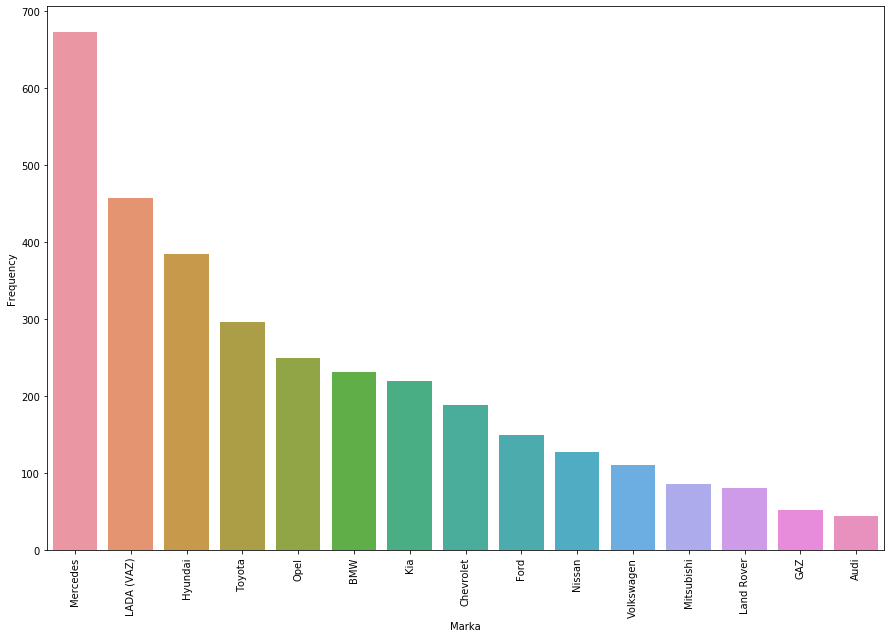 700
600
500
400
300
200
100
0
Frequency
Mercedes
LADA (VAZ)
Hyundai
Toyota
Opel
BMW
Kia
Chevrolet
Ford
Nissan
Volkswagen
Mitsubishi
Land Rover
GAZ
Audi
Marka